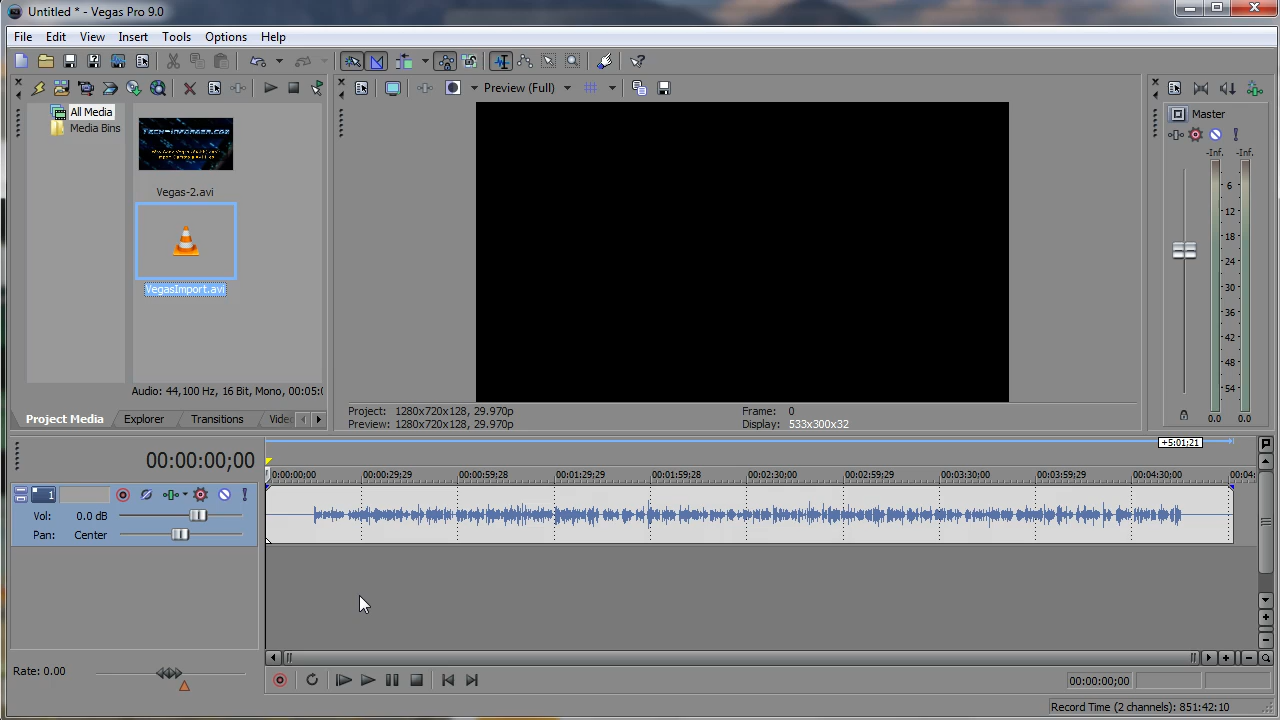 Untitled * - Vegas Pro 9.0
File Edit View Insert Tools Options Help
Preview (Full)
All Media
Media Bins
Vegas-2.avi
VegasImport.avi
Audio: 44,100 Hz, 16 Bit, Mono, 00:05:0
Project Media Explorer Transitions Video
Project: 1280x720x128, 29.970p
Preview: 1280x720x128, 29.970p
Frame: 0
Display: 533x300x32
Master
-Inf. -Inf.
6
12
18
24
30
36
42
48
54
0.0 0.0
+5:01;21
00:00:00;00
0:00:00;00 00:00:29;29 00:00:59;28 00:01:29;29 00:01:59;28 00:02:30;00 00:02:59;29 00:03:30;00 00:03:59;29 00:04:30;00 00:04:
1
Vol: 0.0 dB
Pan: Center
Rate: 0.00
00:00:00;00
Record Time (2 channels): 851:42:10